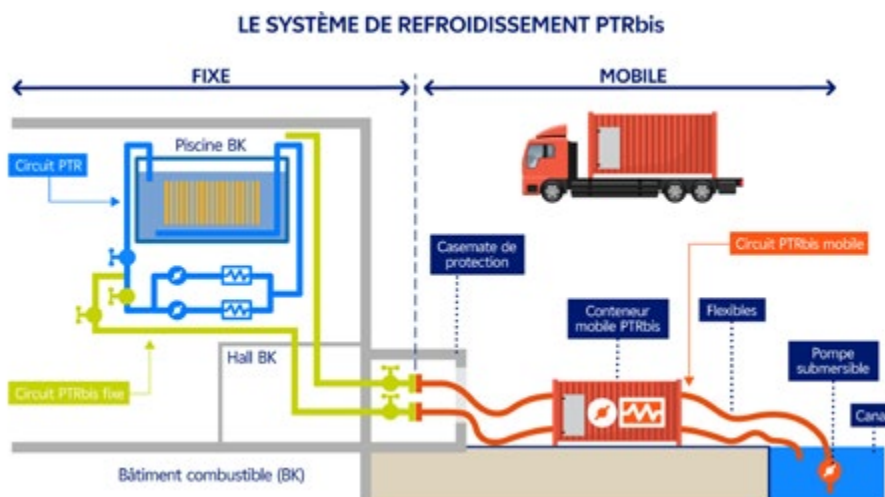 LE SYSTÈME DE REFROIDISSEMENT PTRbis
FIXE
MOBILE
Piscine BK
Circuit PTR
Casemate de
protection
Circuit PTRbis mobile
Conteneur
mobile PTRbis
Flexibles
Pompe
submersible
Hall BK
Circuit PTRbis fixe
Cana
Bâtiment combustible (BK)